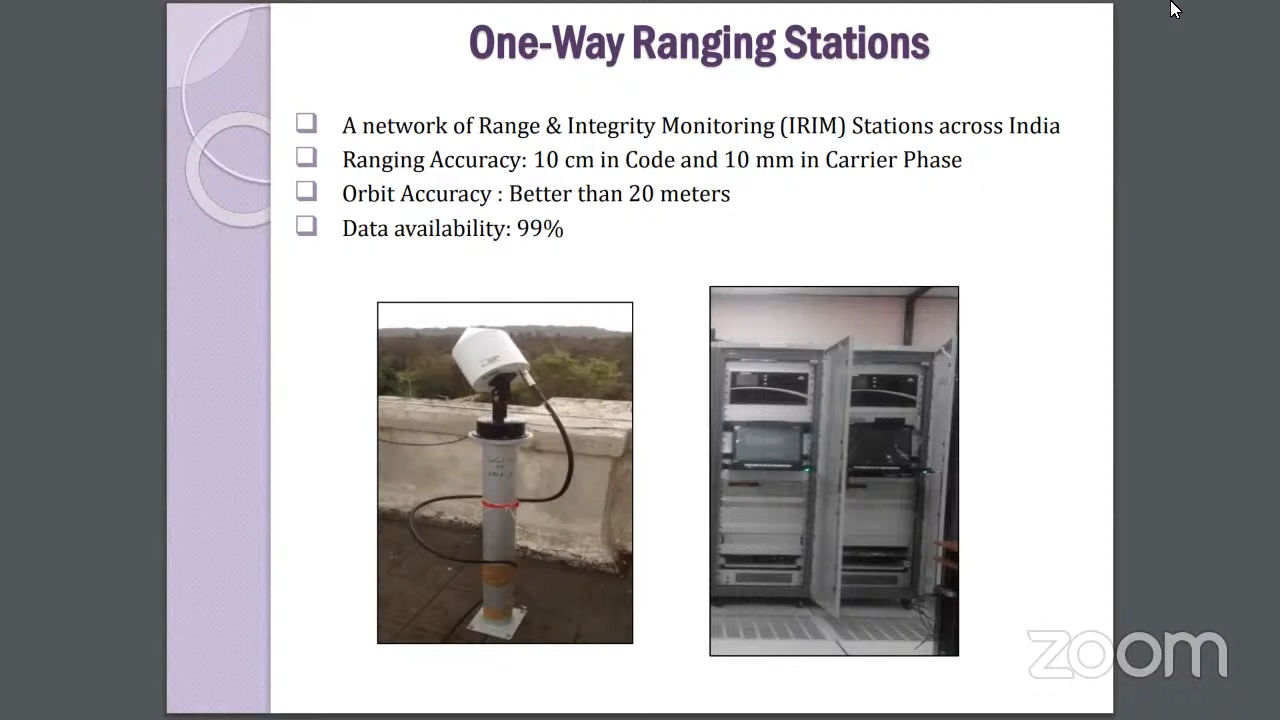 One-Way Ranging Stations
A network of Range & Integrity Monitoring (IRIM) Stations across India
Ranging Accuracy: 10 cm in Code and 10 mm in Carrier Phase
Orbit Accuracy : Better than 20 meters
Data availability: 99%
zoom